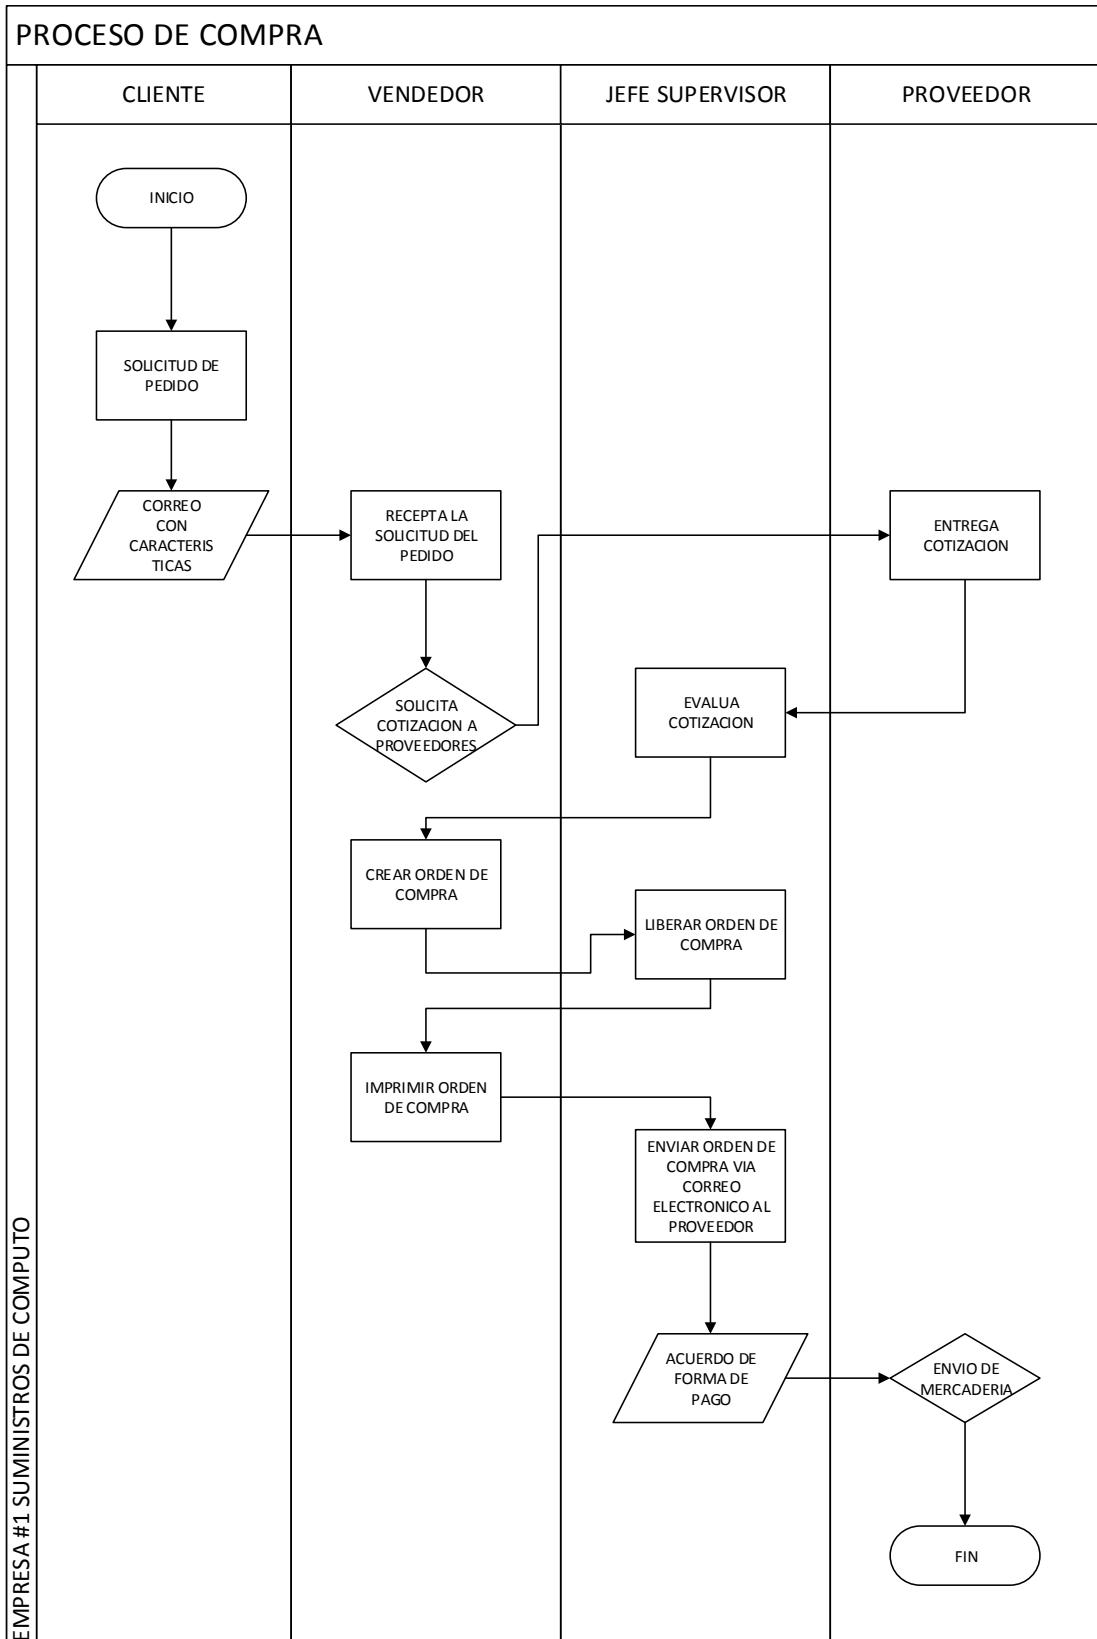 PROCESO DE COMPRA
CLIENTE
VENDEDOR
JEFE SUPERVISOR
PROVEEDOR
INICIO
SOLICITUD DE
PEDIDO
CORREO
CON
CARACTERIS
TICAS
RECEPTA LA
SOLICITUD DEL
PEDIDO
ENTREGA
COTIZACION
SOLICITA
COTIZACION A
PROVEEDORES
EVALUA
COTIZACION
CREAR ORDEN DE
COMPRA
LIBERAR ORDEN DE
COMPRA
IMPRIMIR ORDEN
DE COMPRA
ENVIAR ORDEN DE
COMPRA VIA
CORREO
ELECTRONICO AL
PROVEEDOR
ACUERDO DE
FORMA DE
PAGO
ENVIO DE
MERCADERIA
FIN
EMPRESA #1 SUMINISTROS DE COMPUTO